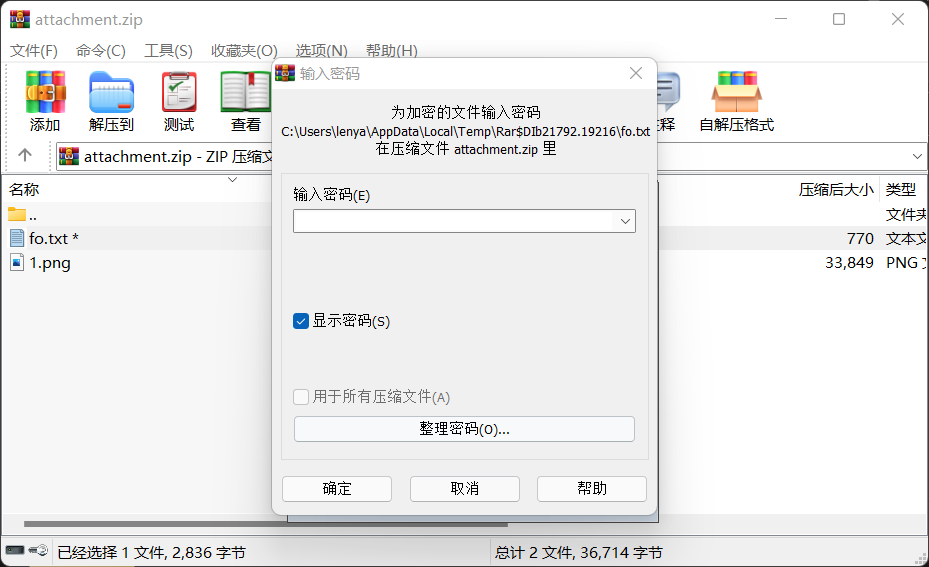 attachment.zip
文件(F) 命令(C) 工具(S) 收藏夹(O) 选项(N) 帮助(H)
输入密码
添加 解压到 测试 查看 自解压格式
为加密的文件输入密码
C:\Users\lenya\AppData\Local\Temp\Rar$DIb21792.19216\fo.txt
在压缩文件 attachment.zip 里
attachment.zip - ZIP 压缩文
名称 压缩后大小 类型
输入密码(E)
.. 文件夹
fo.txt * 770 文本文
1.png 33,849 PNG
显示密码(S)
用于所有压缩文件(A)
整理密码(O)...
确定 取消 帮助
已经选择 1 文件, 2,836 字节 总计 2 文件, 36,714 字节